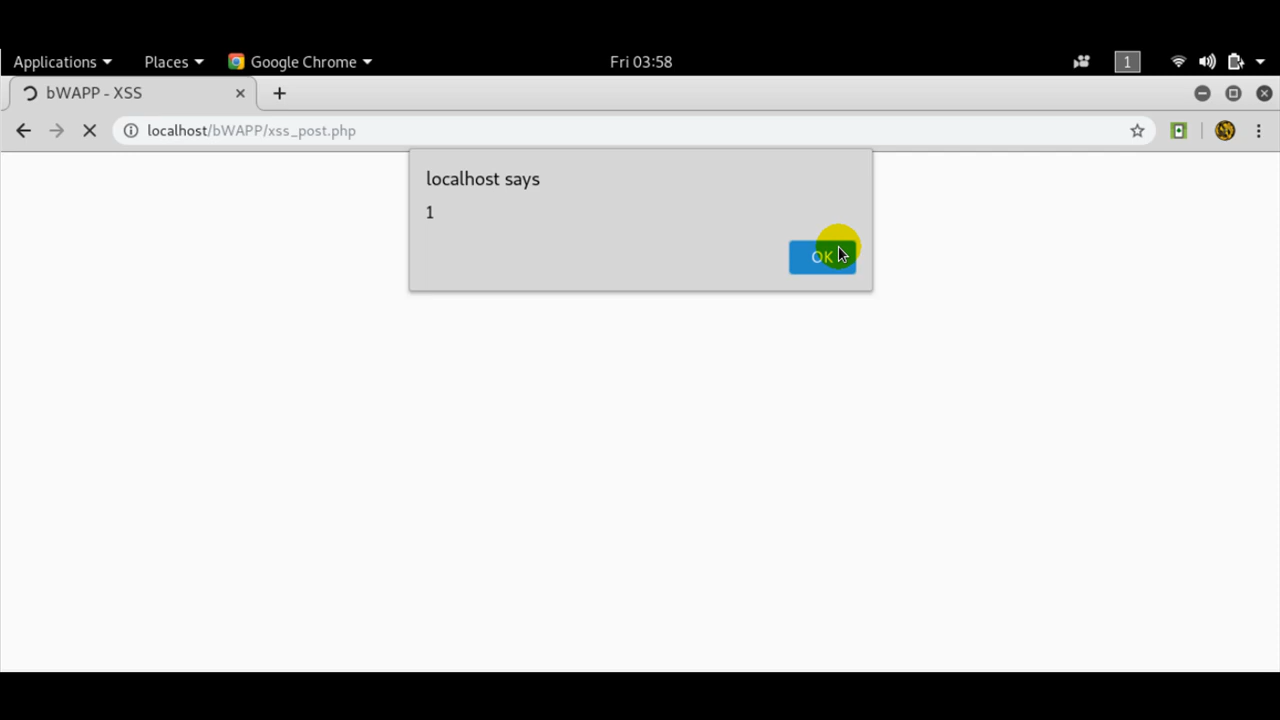 Applications Places Google Chrome Fri 03:58 1
bWAPP - XSS
localhost/bWAPP/xss_post.php
localhost says
1
OK